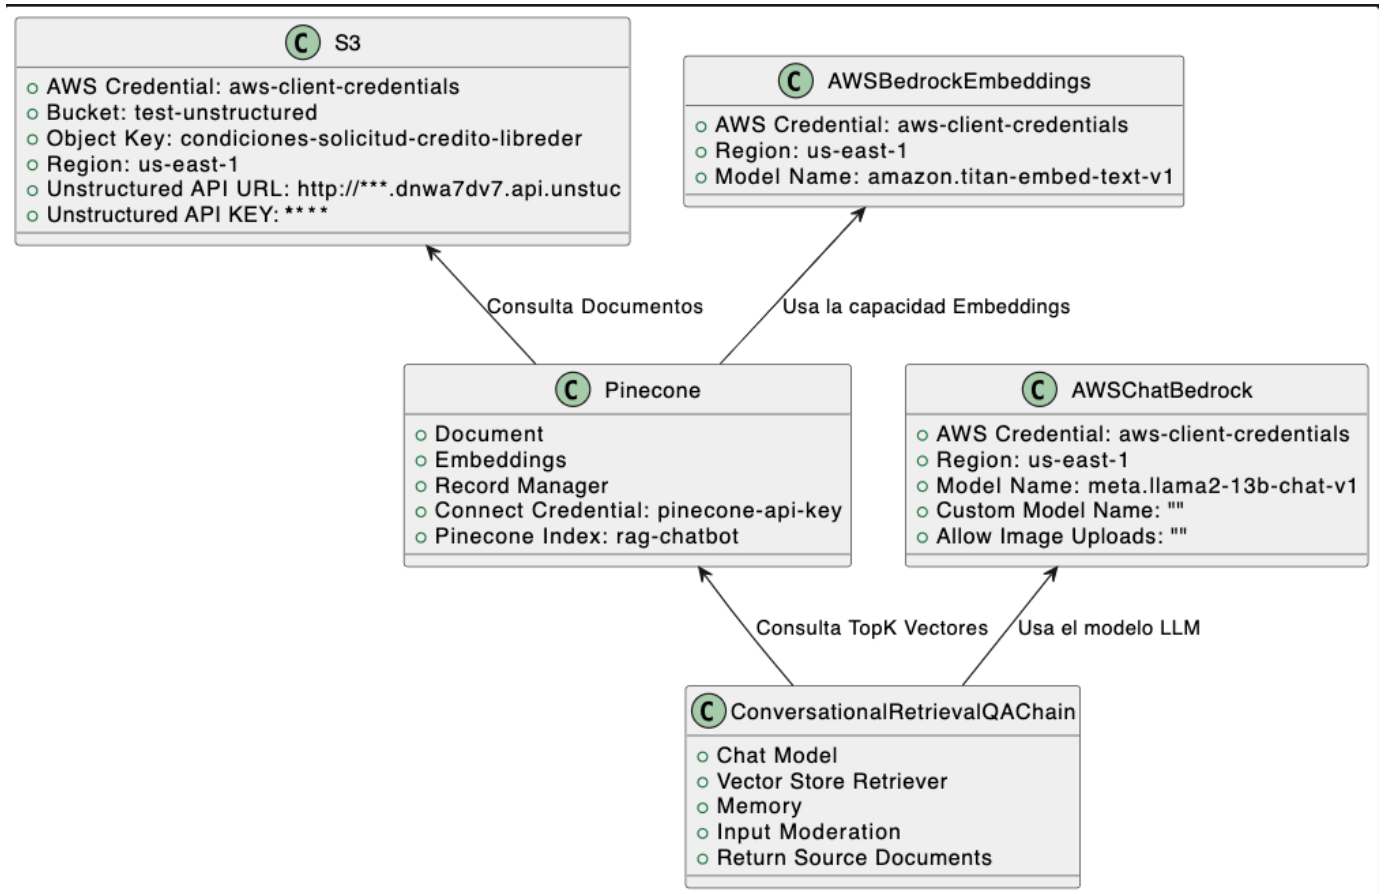 C S3
AWS Credential: aws-client-credentials
Bucket: test-unstructured
Object Key: condiciones-solicitud-credito-libreder
Region: us-east-1
Unstructured API URL: http://***.dnwa7dv7.api.unstuc
Unstructured API KEY: ****
C AWSBedrockEmbeddings
AWS Credential: aws-client-credentials
Region: us-east-1
Model Name: amazon.titan-embed-text-v1
Consulta Documentos
Usa la capacidad Embeddings
C Pinecone
Document
Embeddings
Record Manager
Connect Credential: pinecone-api-key
Pinecone Index: rag-chatbot
C AWSChatBedrock
AWS Credential: aws-client-credentials
Region: us-east-1
Model Name: meta.llama2-13b-chat-v1
Custom Model Name: ""
Allow Image Uploads: ""
Consulta TopK Vectores
Usa el modelo LLM
C ConversationalRetrievalQAChain
Chat Model
Vector Store Retriever
Memory
Input Moderation
Return Source Documents